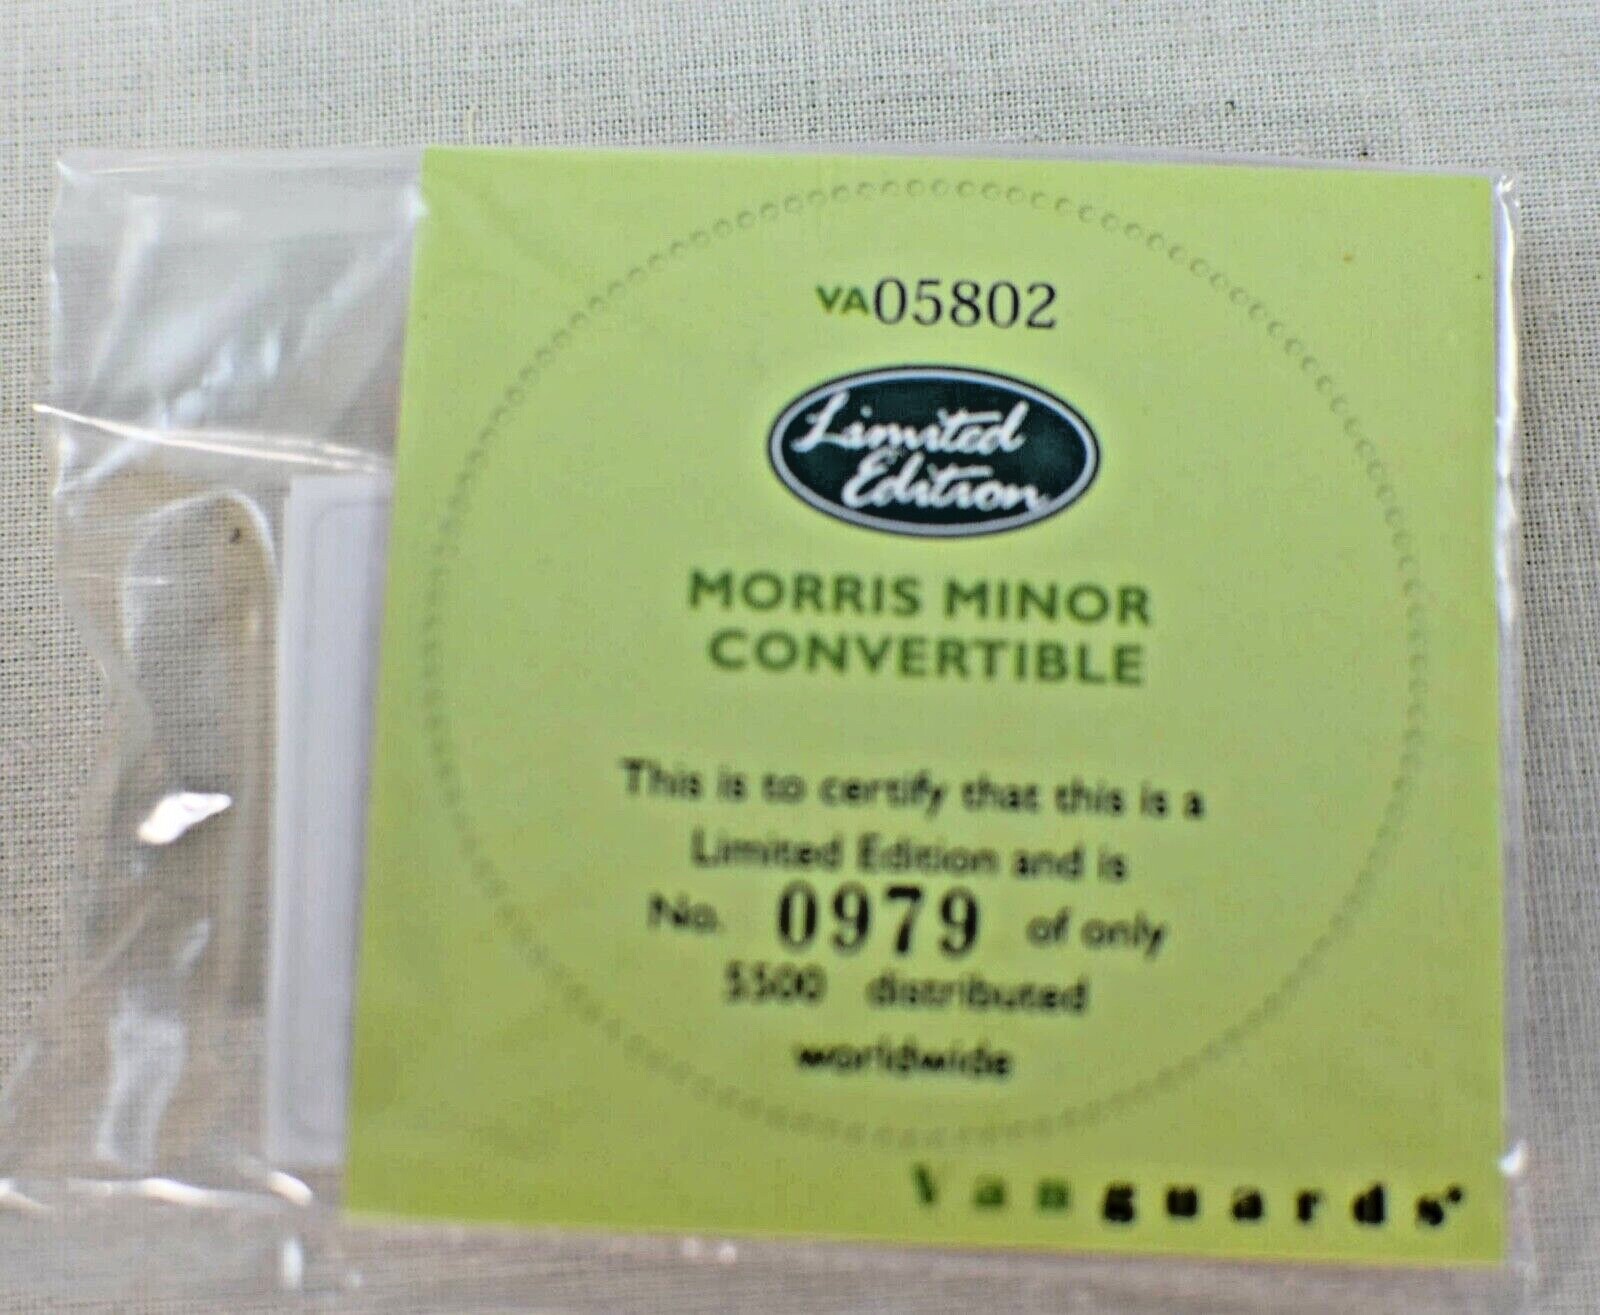 VA05802
Limited
Edition
MORRIS MINOR
CONVERTIBLE
This is to certify that this is a
Limited Edition and is
No. 0979 of only
5500 distributed
worldwide
Vanguards